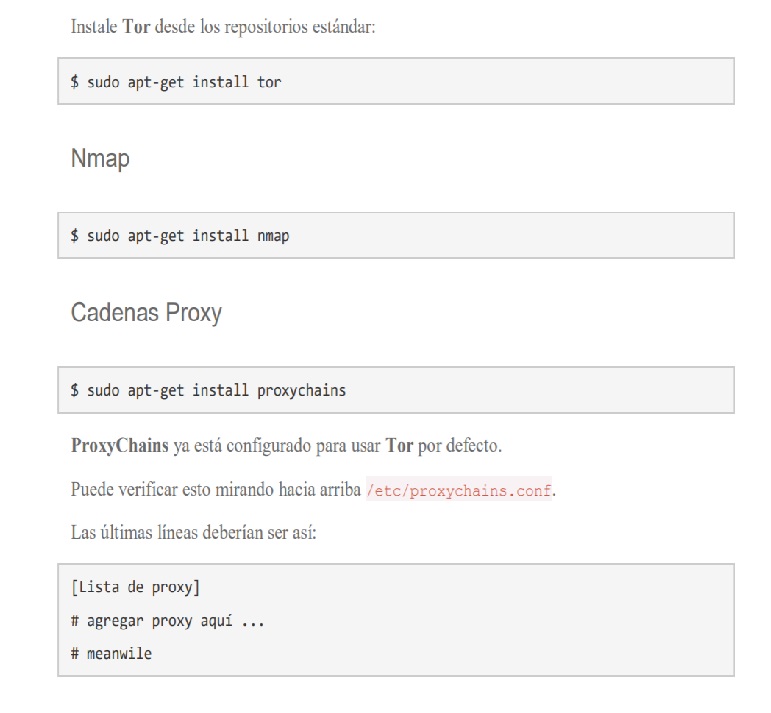 Instale Tor desde los repositorios estándar:
$ sudo apt-get install tor
Nmap
$ sudo apt-get install nmap
Cadenas Proxy
$ sudo apt-get install proxychains
ProxyChains ya está configurado para usar Tor por defecto.
Puede verificar esto mirando hacia arriba /etc/proxychains.conf.
Las últimas líneas deberían ser así:
[Lista de proxy]
# agregar proxy aquí ...
# meanwile